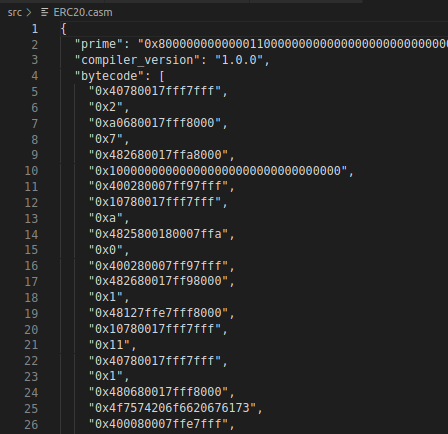 src > ERC20.casm
1 {
2 "prime": "0x800000000000011000000000000000000000000000
3 "compiler_version": "1.0.0",
4 "bytecode": [
5 "0x40780017fff7fff",
6 "0x2",
7 "0xa0680017fff8000",
8 "0x7",
9 "0x482680017ffa8000",
10 "0x100000000000000000000000000000000",
11 "0x400280007ff97fff",
12 "0x10780017fff7fff",
13 "0xa",
14 "0x4825800180007ffa",
15 "0x0",
16 "0x400280007ff97fff",
17 "0x482680017ff98000",
18 "0x1",
19 "0x48127ffe7fff8000",
20 "0x10780017fff7fff",
21 "0x11",
22 "0x40780017fff7fff",
23 "0x1",
24 "0x480680017fff8000",
25 "0x4f7574206f6620676173",
26 "0x400080007ffe7fff",